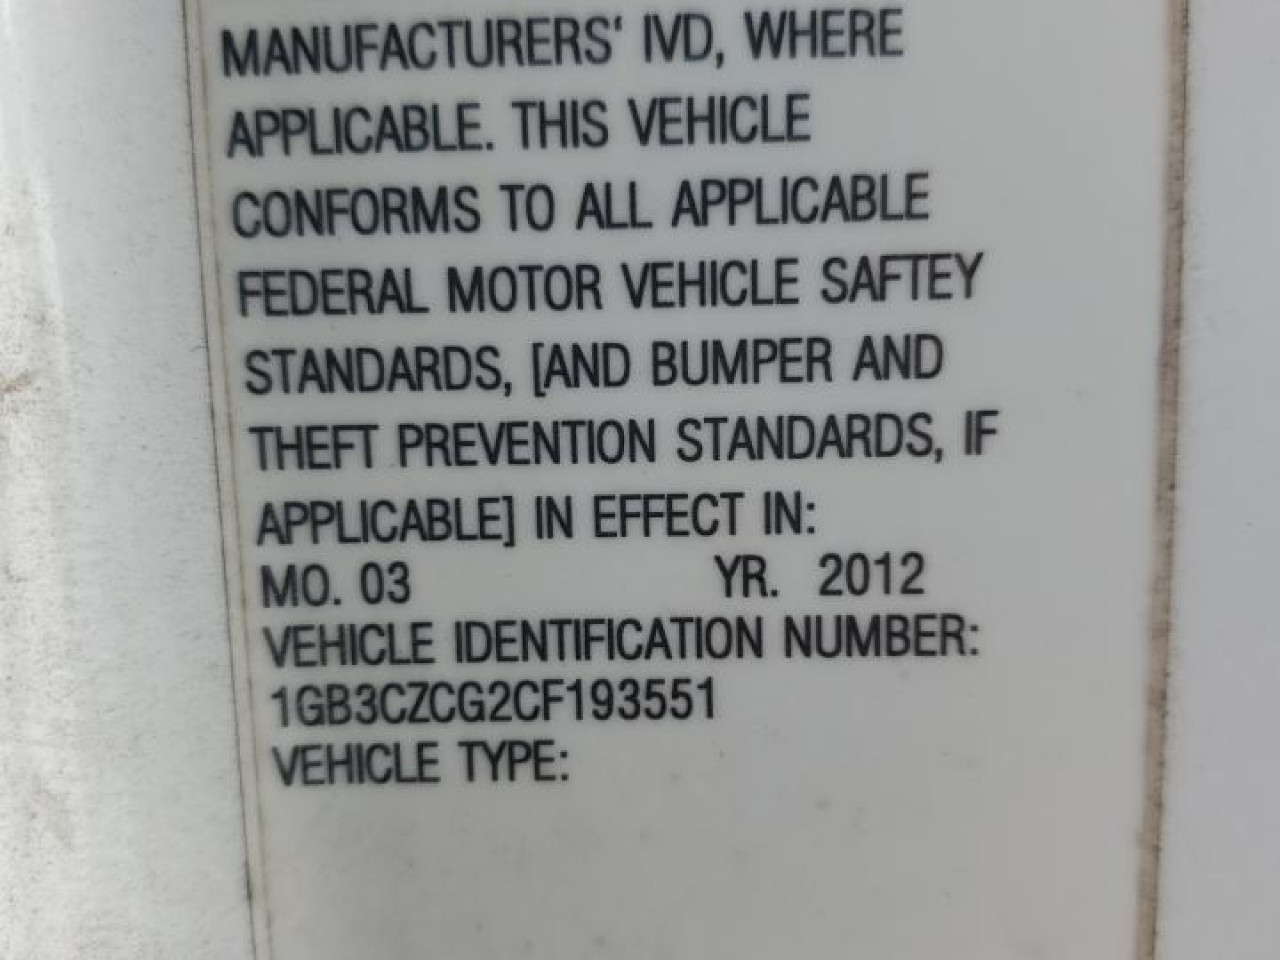 MANUFACTURERS' IVD, WHERE
APPLICABLE. THIS VEHICLE
CONFORMS TO ALL APPLICABLE
FEDERAL MOTOR VEHICLE SAFTEY
STANDARDS, [AND BUMPER AND
THEFT PREVENTION STANDARDS, IF
APPLICABLE] IN EFFECT IN:
MO. 03 YR. 2012
VEHICLE IDENTIFICATION NUMBER:
1GB3CZCG2CF193551
VEHICLE TYPE: